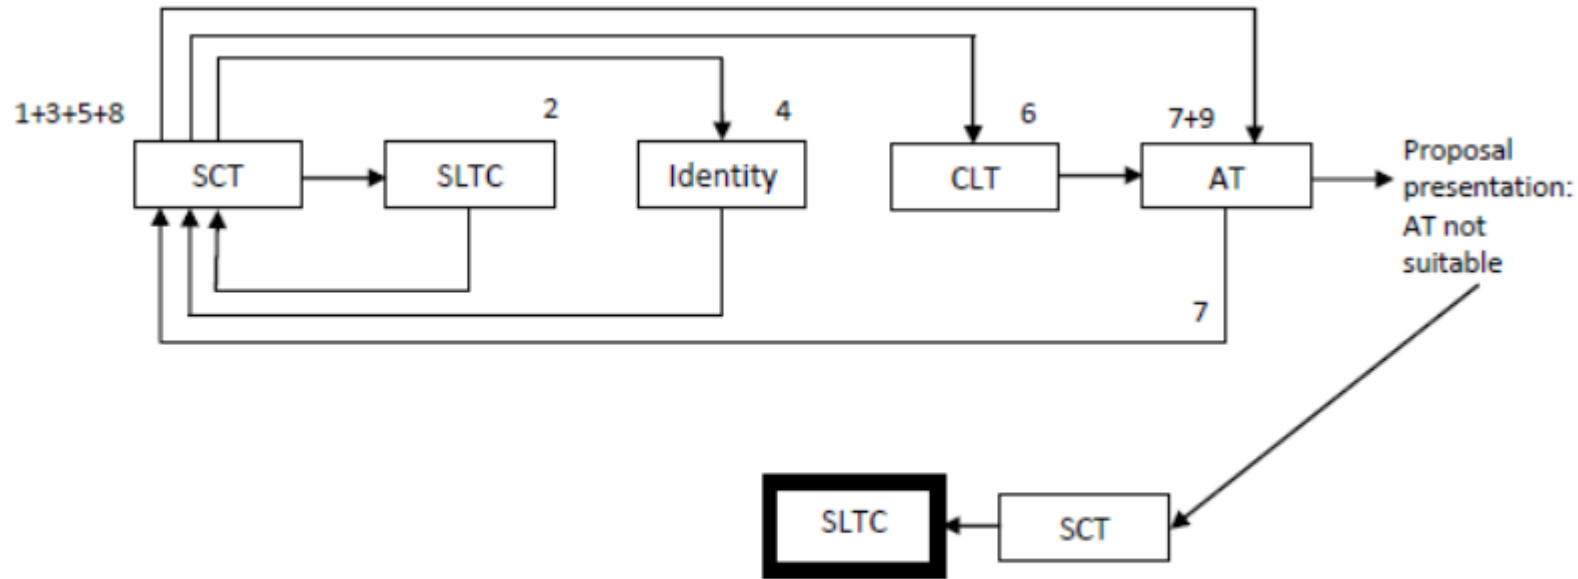 1+3+5+8
2
4
6
7+9
SCT
SLTC
Identity
CLT
AT
Proposal
presentation:
AT not
suitable
7
SLTC
SCT